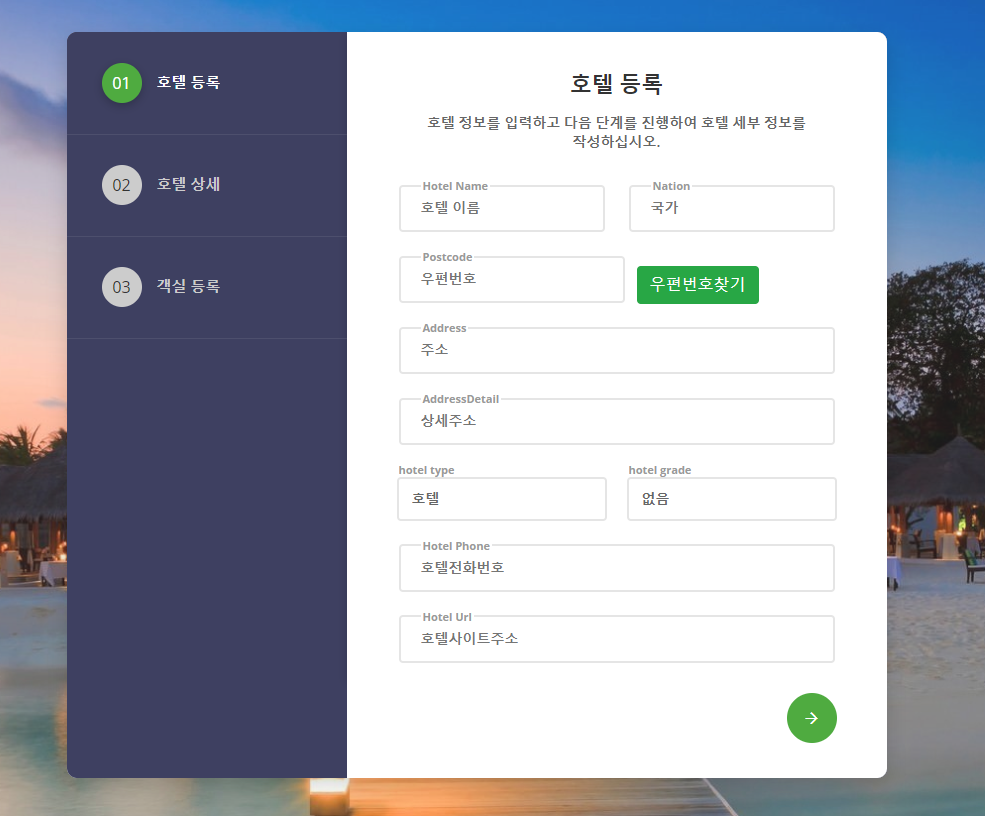 01 호텔 등록
02 호텔 상세
03 객실 등록
호텔 등록
호텔 정보를 입력하고 다음 단계를 진행하여 호텔 세부 정보를
작성하십시오.
Hotel Name
호텔 이름
Nation
국가
Postcode
우편번호
우편번호찾기
Address
주소
AddressDetail
상세주소
hotel type
호텔
hotel grade
없음
Hotel Phone
호텔전화번호
Hotel Url
호텔사이트주소